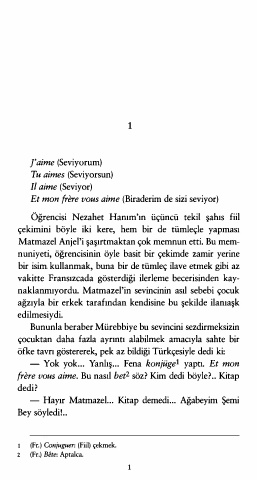 1
J'aime (Seviyorum)
Tu aimes (Seviyorsun)
Il aime (Seviyor)
Et mon frère vous aime (Biraderim de sizi seviyor)
Öğrencisi Nezahet Hanım'ın üçüncü tekil şahıs fiil
çekimini böyle iki kere, hem bir de tümleçle yapması
Matmazel Anjel'i şaşırtmaktan çok memnun etti. Bu mem-
nuniyeti, öğrencisinin öyle basit bir çekimde zamir yerine
bir isim kullanmak, buna bir de tümleç ilave etmek gibi az
vakitte Fransızcada gösterdiği ilerleme becerisinden kay-
naklanmıyordu. Matmazel'in sevincinin asıl sebebi çocuk
ağzıyla bir erkek tarafından kendisine bu şekilde ilanıaşk
edilmesiydi.
Bununla beraber Mürebbiye bu sevincini sezdirmeksizin
çocuktan daha fazla ayrıntı alabilmek amacıyla sahte bir
öfke tavrı göstererek, pek az bildiği Türkçesiyle dedi ki:
— Yok yok... Yanlış... Fena konjüge¹ yaptı. Et mon
frère vous aime. Bu nasıl bet² söz? Kim dedi böyle?.. Kitap
dedi?
— Hayır Matmazel... Kitap demedi... Ağabeyim Şemi
Bey söyledi!..
1 (Fr.) Conjuguer: (Fiil) çekmek.
2 (Fr.) Bête: Aptalca.
1